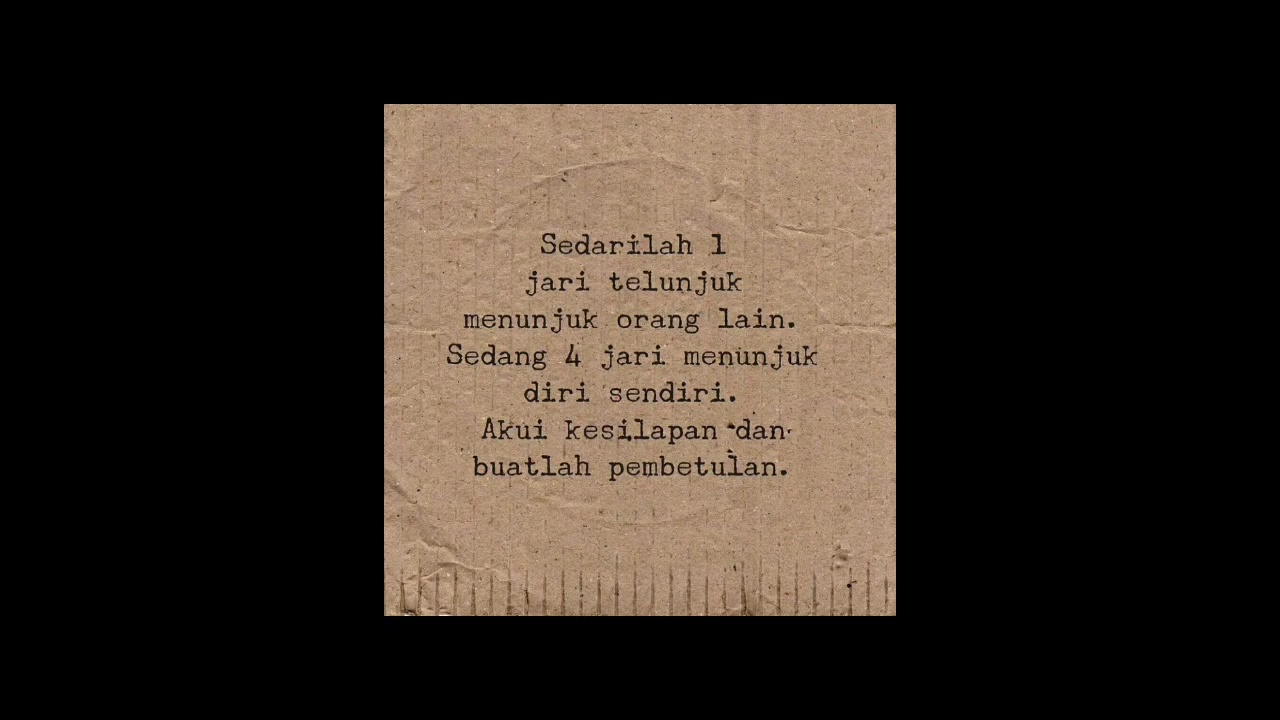 Sedarilah 1
jari telunjuk
menunjuk orang lain.
Sedang 4 jari menunjuk
diri sendiri.
Akui kesilapan dan
buatlah pembetulan.